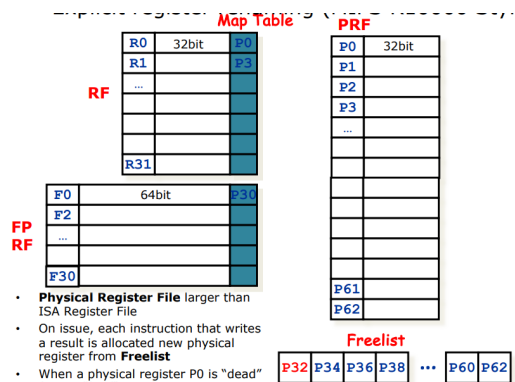 Map Table
PRF
R0 32bit P0
R1 P3
...
R31
RF
P0 32bit
P1
P2
P3
...
P61
P62
F0 64bit P30
F2
...
F30
FP
RF
• Physical Register File larger than
ISA Register File
• On issue, each instruction that writes
a result is allocated new physical
register from Freelist
• When a physical register P0 is “dead”
Freelist
P32 P34 P36 P38 ... P60 P62